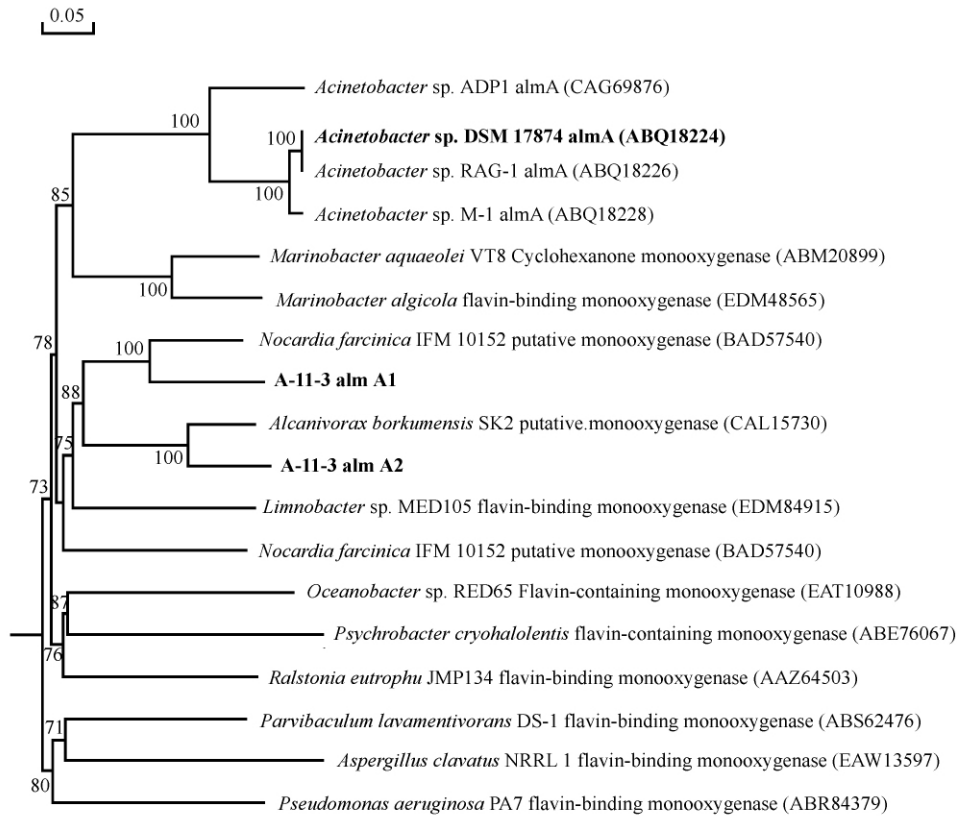 0.05
Acinetobacter sp. ADP1 almA (CAG69876)
100
100
Acinetobacter sp. DSM 17874 almA (ABQ18224)
Acinetobacter sp. RAG-1 almA (ABQ18226)
100
85
Acinetobacter sp. M-1 almA (ABQ18228)
Marinobacter aquaeolei VT8 Cyclohexanone monooxygenase (ABM20899)
100
Marinobacter algicola flavin-binding monooxygenase (EDM48565)
78
Nocardia farcinica IFM 10152 putative monooxygenase (BAD57540)
100
A-11-3 alm A1
88
Alcanivorax borkumensis SK2 putative.monooxygenase (CAL15730)
75
100
A-11-3 alm A2
73
Limnobacter sp. MED105 flavin-binding monooxygenase (EDM84915)
Nocardia farcinica IFM 10152 putative monooxygenase (BAD57540)
Oceanobacter sp. RED65 Flavin-containing monooxygenase (EAT10988)
87
Psychrobacter cryohalolentis flavin-containing monooxygenase (ABE76067)
76
Ralstonia eutrophu JMP134 flavin-binding monooxygenase (AAZ64503)
Parvibaculum lavamentivorans DS-1 flavin-binding monooxygenase (ABS62476)
71
Aspergillus clavatus NRRL 1 flavin-binding monooxygenase (EAW13597)
80
Pseudomonas aeruginosa PA7 flavin-binding monooxygenase (ABR84379)